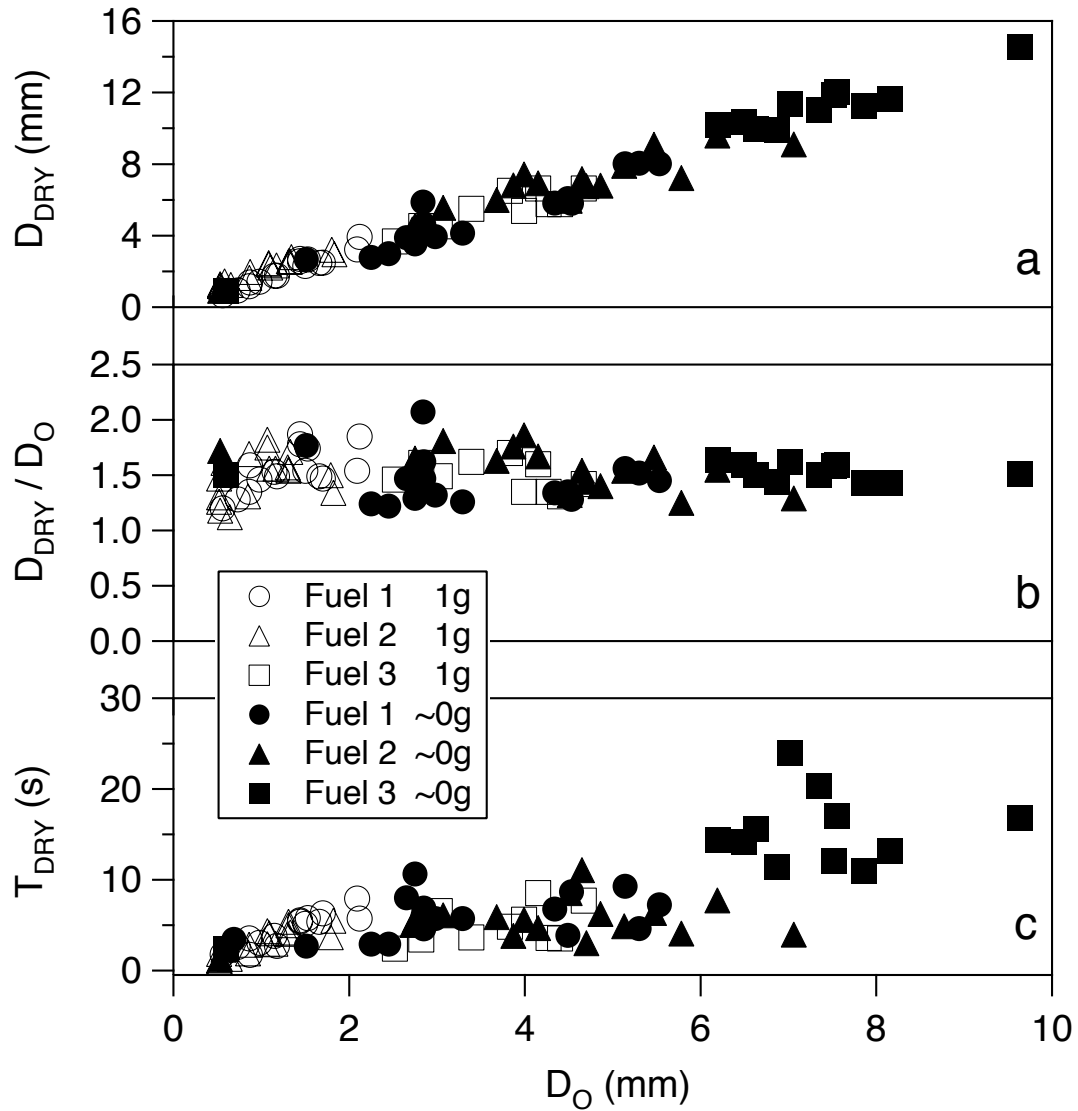 16
12
8
4
0
D_DRY (mm)
a
2.5
2.0
1.5
1.0
0.5
0.0
D_DRY / D_O
b
Fuel 1 1g
Fuel 2 1g
Fuel 3 1g
Fuel 1 ~0g
Fuel 2 ~0g
Fuel 3 ~0g
30
20
10
0
T_DRY (s)
c
0 2 4 6 8 10
D_O (mm)